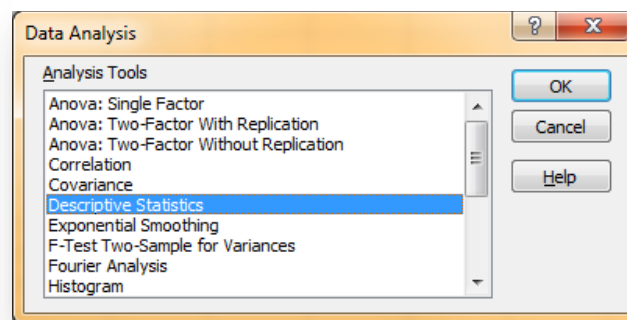 Data Analysis
?
X
Analysis Tools
Anova: Single Factor
Anova: Two-Factor With Replication
Anova: Two-Factor Without Replication
Correlation
Covariance
Descriptive Statistics
Exponential Smoothing
F-Test Two-Sample for Variances
Fourier Analysis
Histogram
OK
Cancel
Help